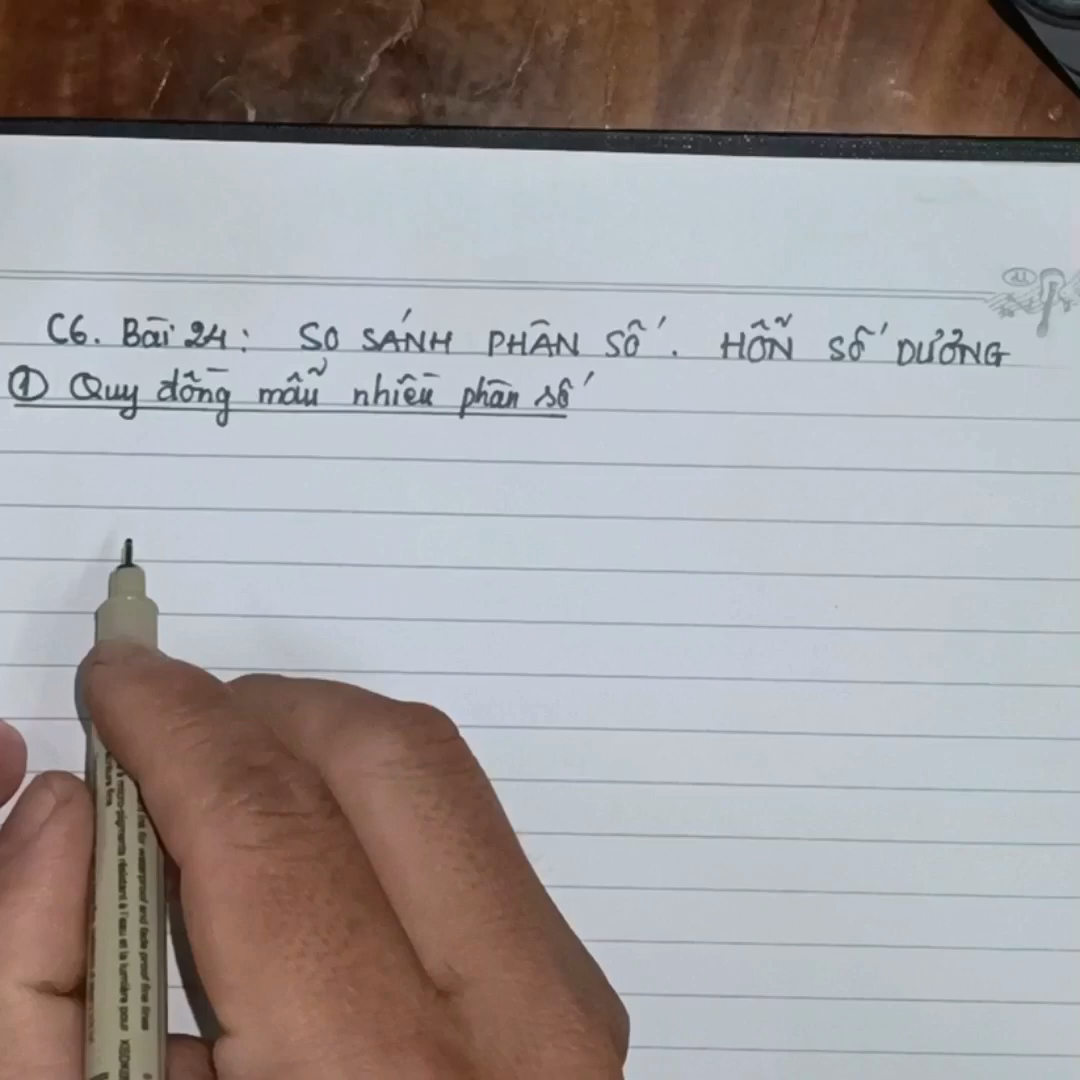 C6. Bài 24: SO SÁNH PHÂN SỐ. HỖN SỐ DƯƠNG
① Quy đồng mẫu nhiều phân số